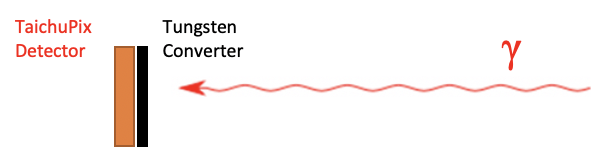 TaichuPix
Detector
Tungsten
Converter
γ